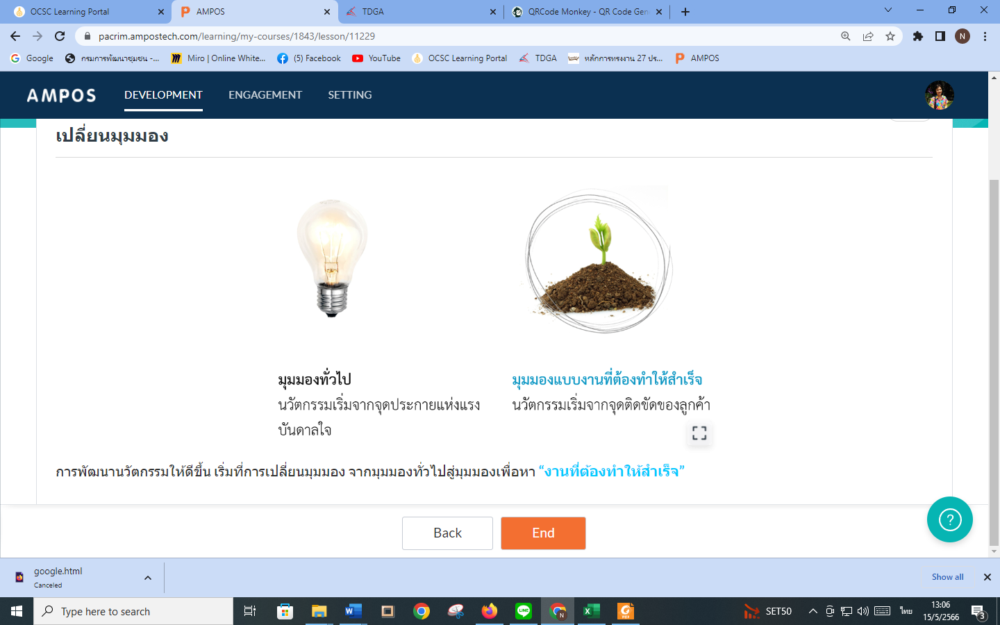 OCSC Learning Portal
AMPOS
TDGA
QRCode Monkey - QR Code Gen
pacrim.ampostech.com/learning/my-courses/1843/lesson/11229
N
Google
กรมการพัฒนาชุมชน -...
Miro | Online White...
(5) Facebook
YouTube
OCSC Learning Portal
TDGA
หลักการทรงงาน 27 ปร...
AMPOS
AMPOS
DEVELOPMENT
ENGAGEMENT
SETTING
เปลี่ยนมุมมอง
มุมมองทั่วไป
นวัตกรรมเริ่มจากจุดประกายแห่งแรง
บันดาลใจ
มุมมองแบบงานที่ต้องทำให้สำเร็จ
นวัตกรรมเริ่มจากจุดติดขัดของลูกค้า
การพัฒนานวัตกรรมให้ดีขึ้น เริ่มที่การเปลี่ยนมุมมอง จากมุมมองทั่วไปสู่มุมมองเพื่อหา “งานที่ต้องทำให้สำเร็จ”
Back
End
?
google.html
Canceled
Show all
Type here to search
SET50
ไทย
13:06
15/5/2566
3